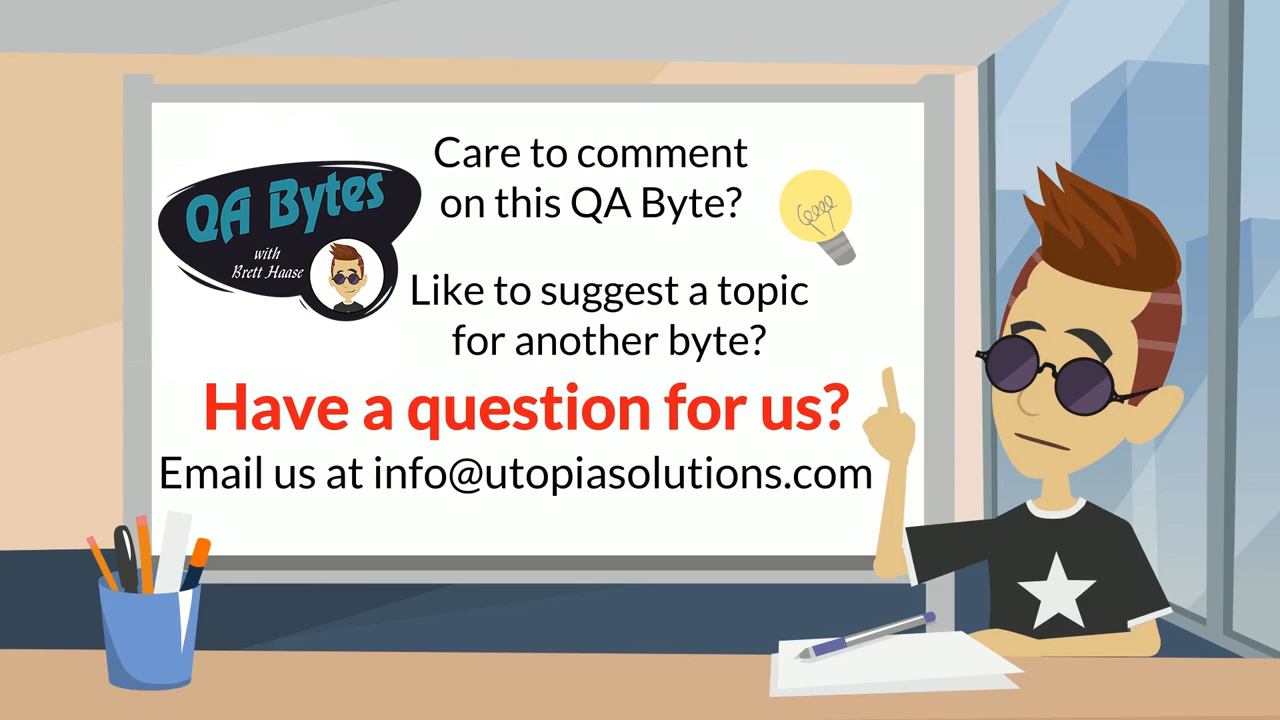 QA Bytes
with
Brett Haase
Care to comment
on this QA Byte?
Like to suggest a topic
for another byte?
Have a question for us?
Email us at info@utopiasolutions.com